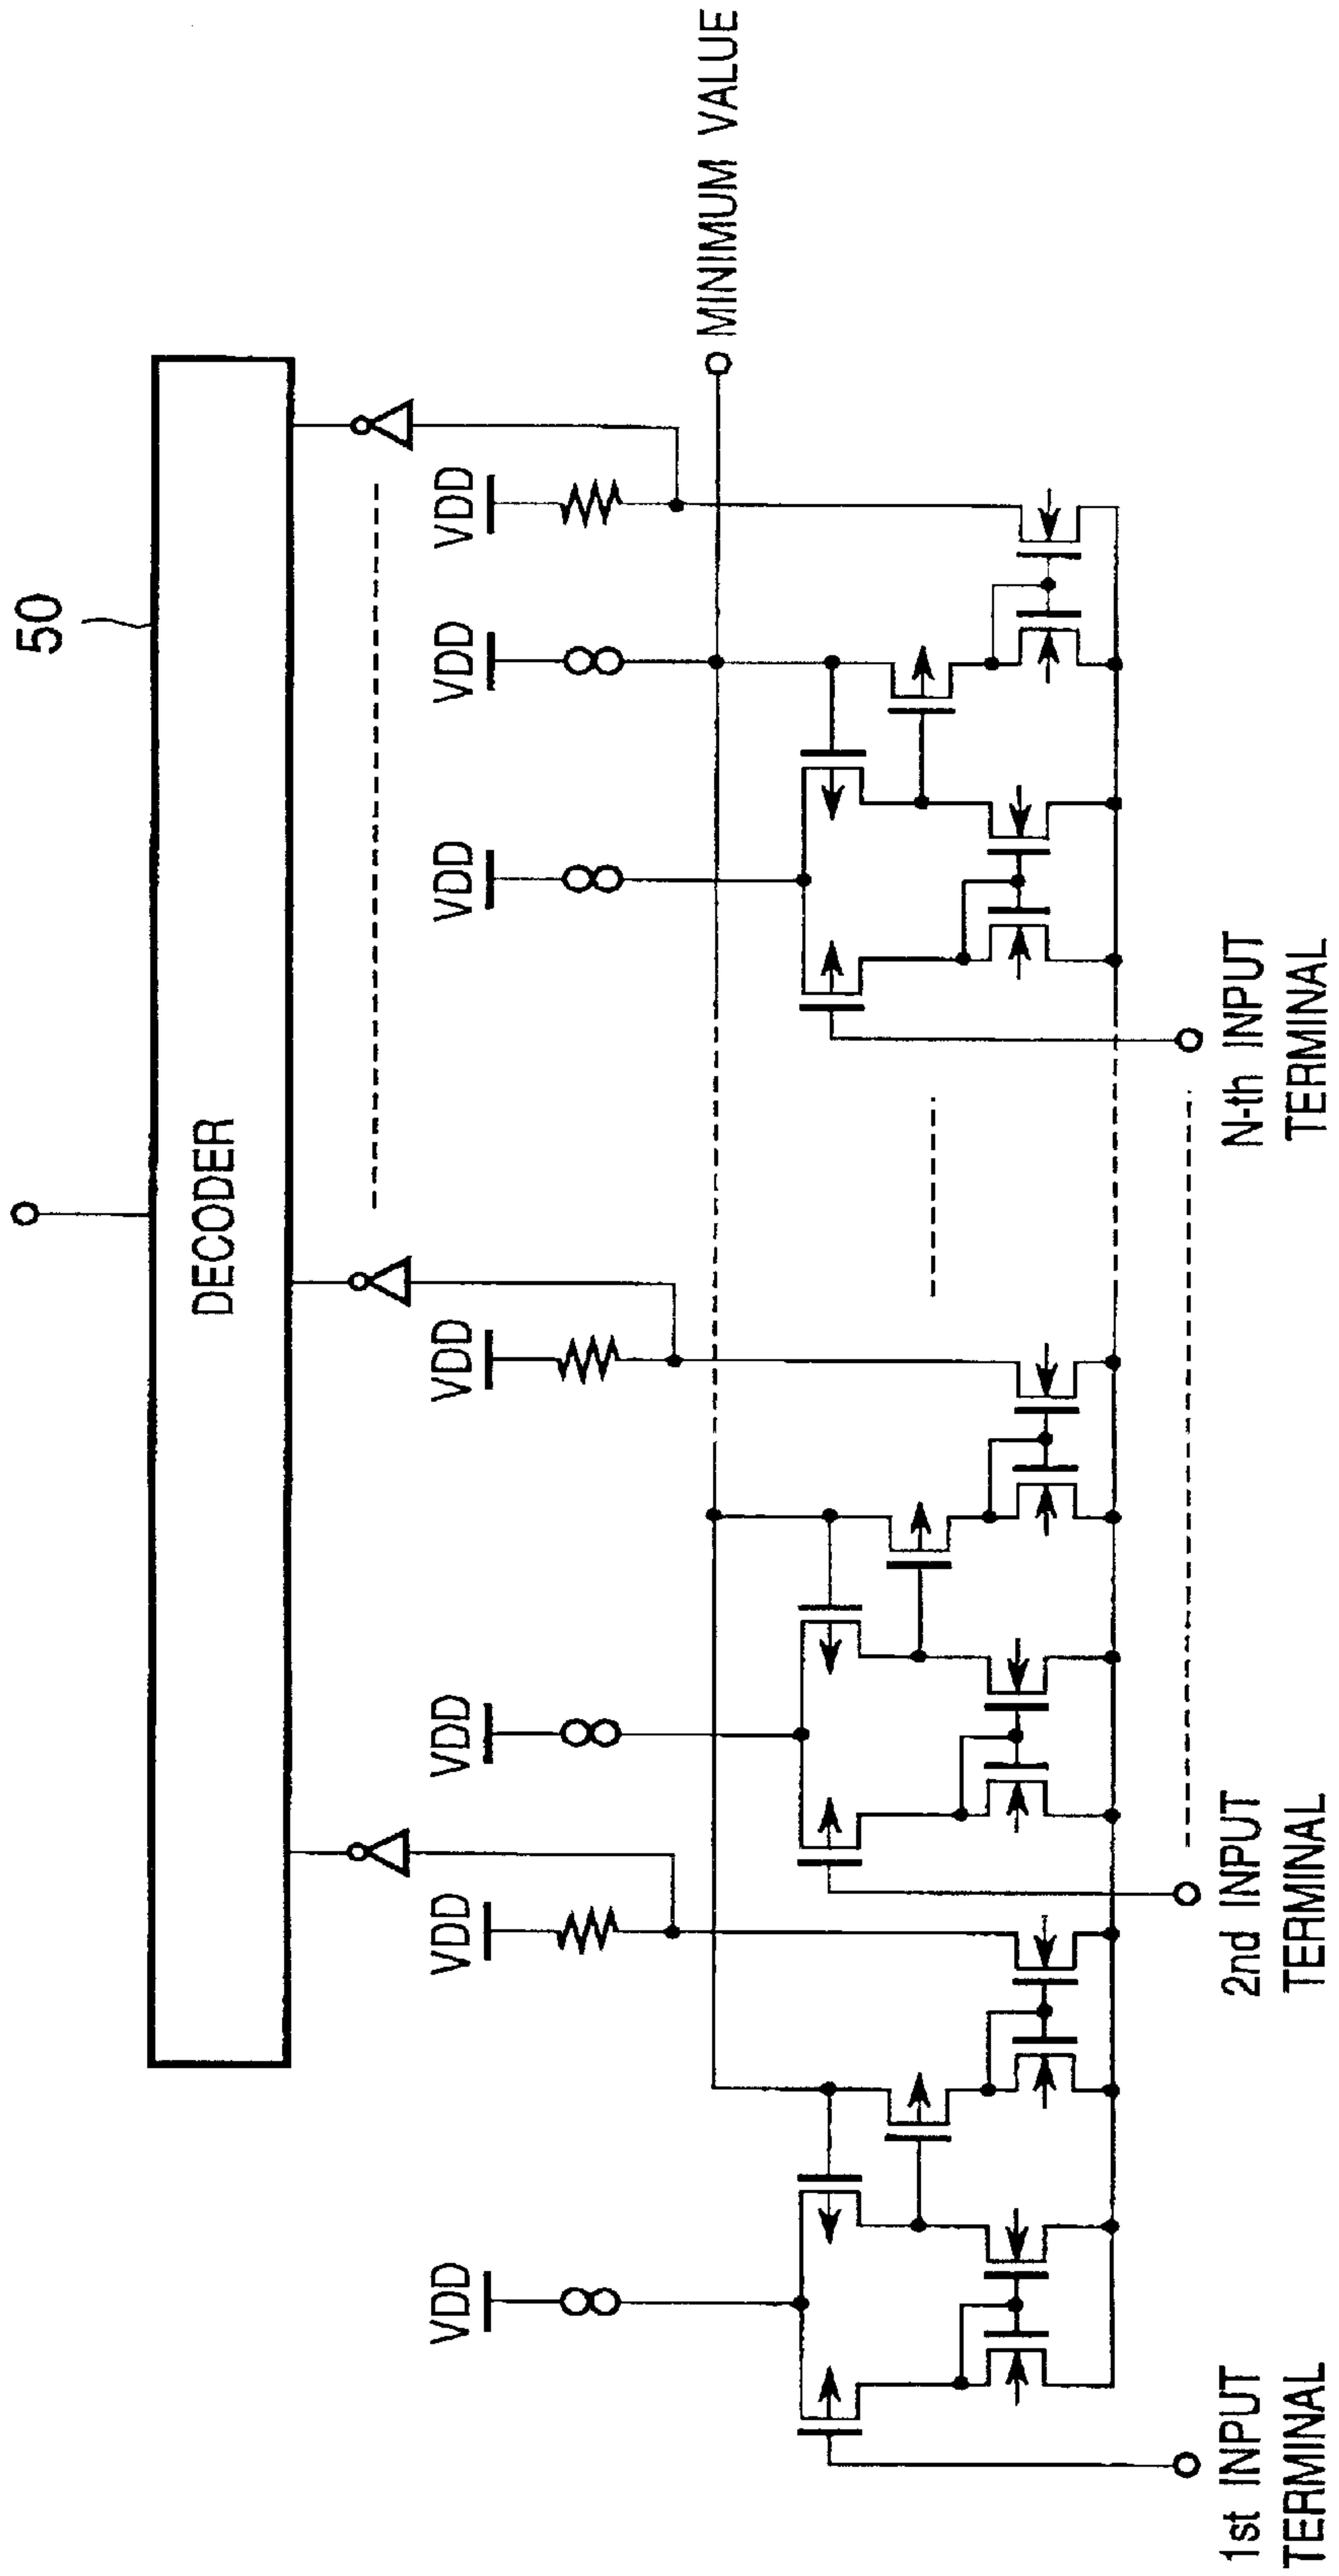 50
DECODER
VDD
VDD
VDD
VDD
VDD
VDD
VDD
MINIMUM VALUE
1st INPUT
TERMINAL
2nd INPUT
TERMINAL
N-th INPUT
TERMINAL